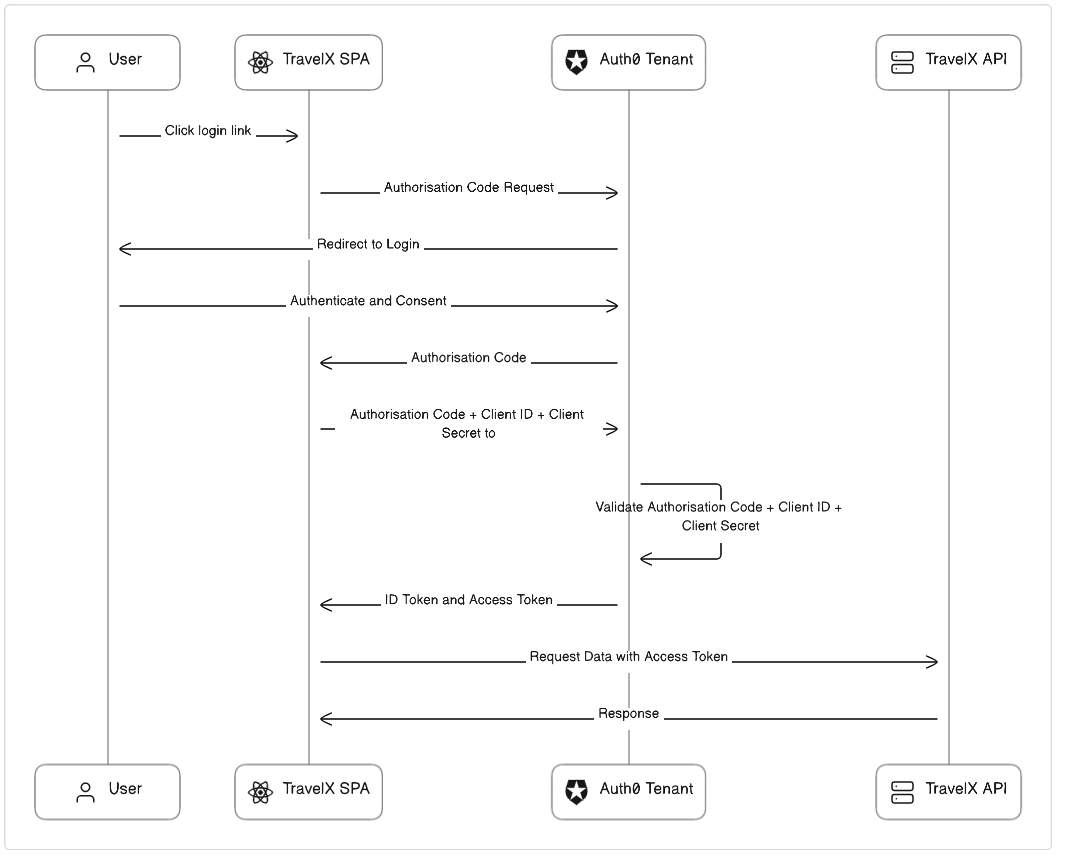 User
TravelX SPA
Auth0 Tenant
TravelX API
Click login link
Authorisation Code Request
Redirect to Login
Authenticate and Consent
Authorisation Code
Authorisation Code + Client ID + Client
Secret to
Validate Authorisation Code + Client ID +
Client Secret
ID Token and Access Token
Request Data with Access Token
Response
User
TravelX SPA
Auth0 Tenant
TravelX API